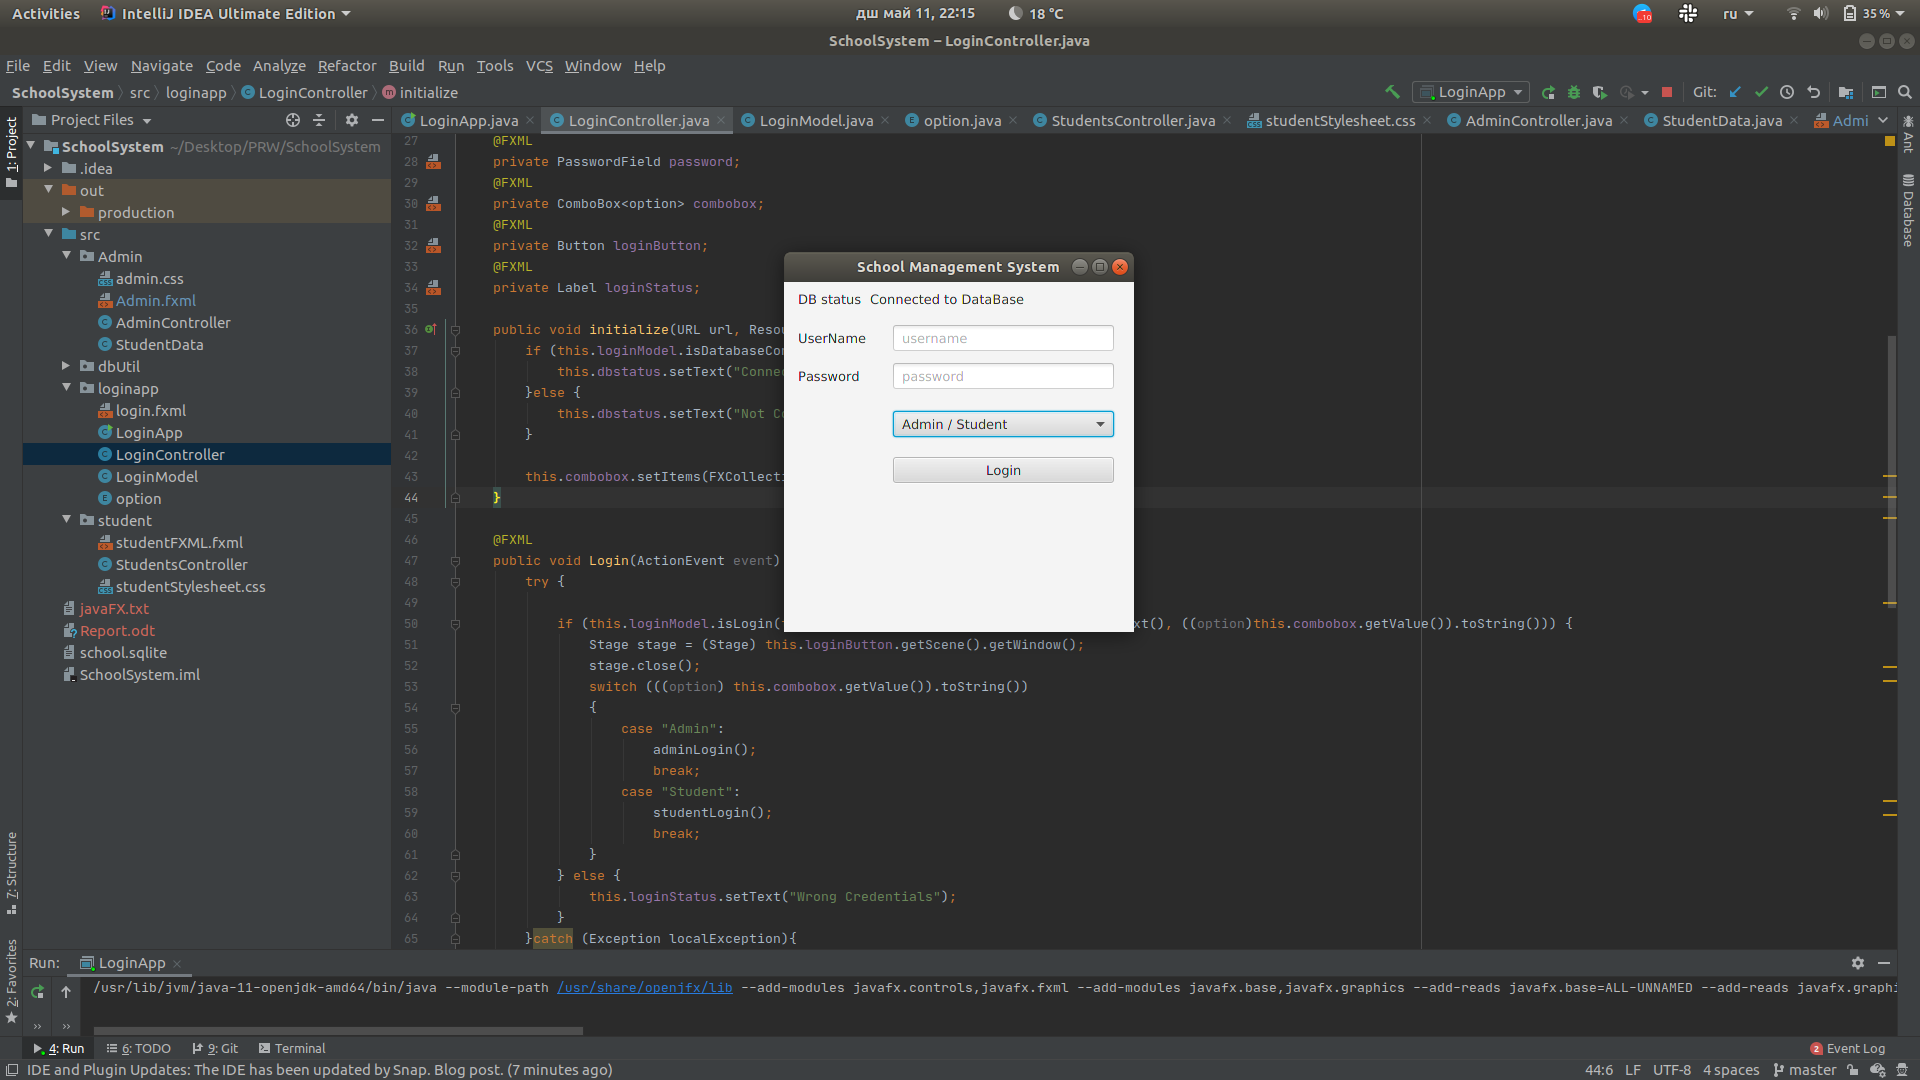 Activities IntelliJ IDEA Ultimate Edition дш май 11, 22:15 18 °C 10 ru 35 %
SchoolSystem – LoginController.java
File Edit View Navigate Code Analyze Refactor Build Run Tools VCS Window Help
SchoolSystem src loginapp LoginController initialize LoginApp Git:
Project Files
LoginApp.java LoginController.java LoginModel.java option.java StudentsController.java studentStylesheet.css AdminController.java StudentData.java Admi
1: Project
7: Structure
2: Favorites
Ant
Database
SchoolSystem ~/Desktop/PRW/SchoolSystem
.idea
out
production
src
Admin
admin.css
Admin.fxml
AdminController
StudentData
dbUtil
loginapp
login.fxml
LoginApp
LoginController
LoginModel
option
student
studentFXML.fxml
StudentsController
studentStylesheet.css
javaFX.txt
Report.odt
school.sqlite
SchoolSystem.iml
27 @FXML
28 private PasswordField password;
29 @FXML
30 private ComboBox<option> combobox;
31 @FXML
32 private Button loginButton;
33 @FXML
34 private Label loginStatus;
35
36 public void initialize(URL url, Resou
37 if (this.loginModel.isDatabaseCon
38 this.dbstatus.setText("Connec
39 }else {
40 this.dbstatus.setText("Not Co
41 }
42
43 this.combobox.setItems(FXCollecti
44 }
45
46 @FXML
47 public void Login(ActionEvent event)
48 try {
49
50 if (this.loginModel.isLogin( xt(), ((option)this.combobox.getValue()).toString())) {
51 Stage stage = (Stage) this.loginButton.getScene().getWindow();
52 stage.close();
53 switch (((option) this.combobox.getValue()).toString())
54 {
55 case "Admin":
56 adminLogin();
57 break;
58 case "Student":
59 studentLogin();
60 break;
61 }
62 } else {
63 this.loginStatus.setText("Wrong Credentials");
64 }
65 }catch (Exception localException){
School Management System
DB status Connected to DataBase
UserName username
Password password
Admin / Student
Login
Run: LoginApp
/usr/lib/jvm/java-11-openjdk-amd64/bin/java --module-path /usr/share/openjfx/lib --add-modules javafx.controls,javafx.fxml --add-modules javafx.base,javafx.graphics --add-reads javafx.base=ALL-UNNAMED --add-reads javafx.graphi
4: Run 6: TODO 9: Git Terminal 2 Event Log
IDE and Plugin Updates: The IDE has been updated by Snap. Blog post. (7 minutes ago) 44:6 LF UTF-8 4 spaces master